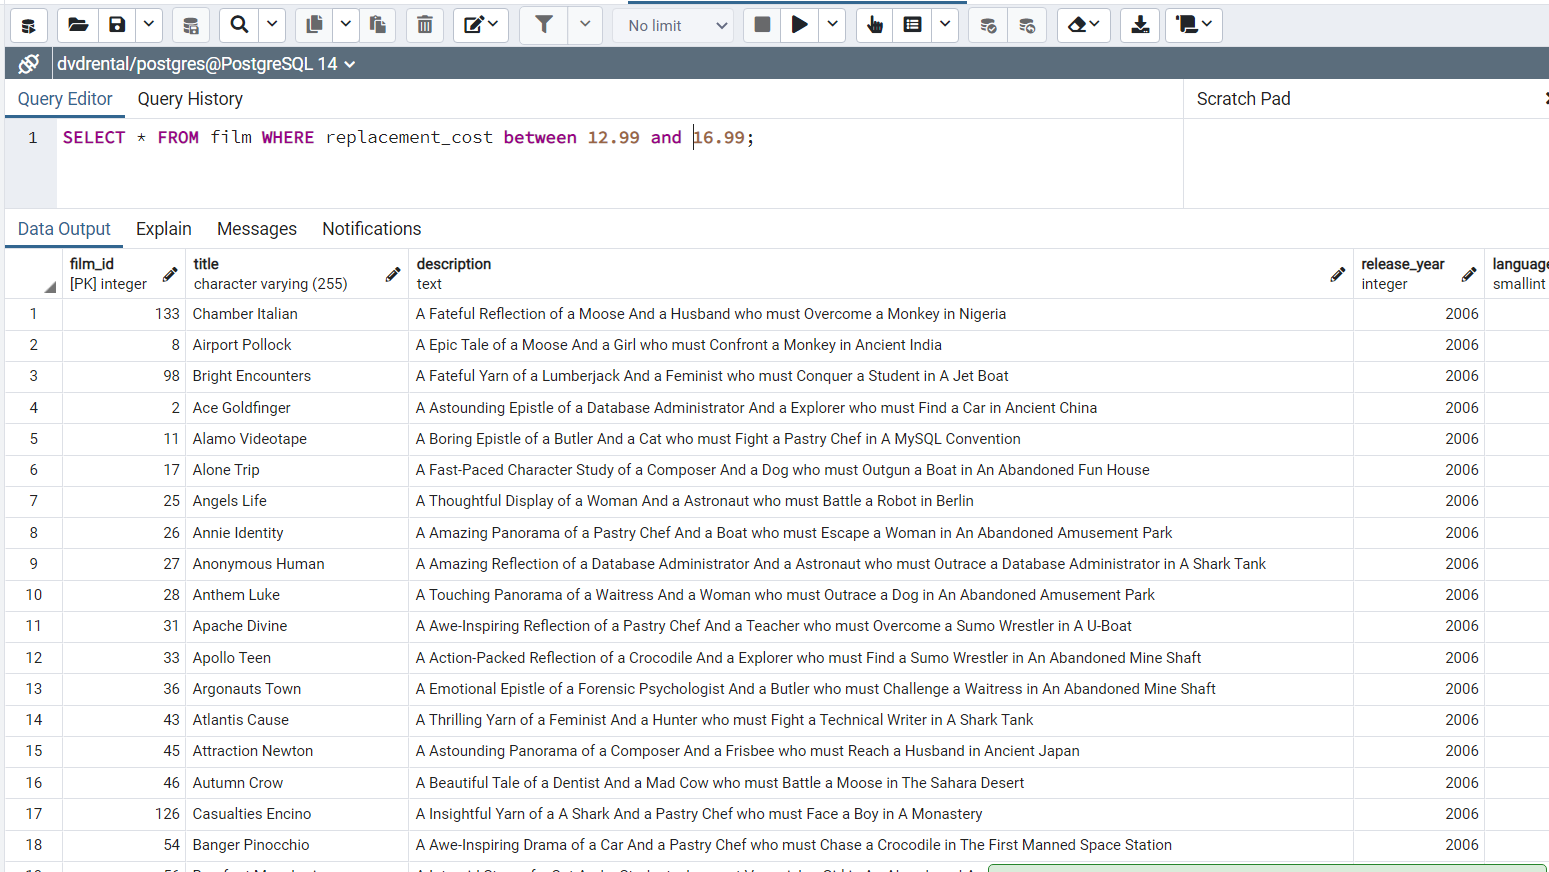 No limit
dvdrental/postgres@PostgreSQL 14
Query Editor Query History Scratch Pad
1 SELECT * FROM film WHERE replacement_cost between 12.99 and 16.99;
Data Output Explain Messages Notifications
film_id title description release_year language
[PK] integer character varying (255) text integer smallint
1 133 Chamber Italian A Fateful Reflection of a Moose And a Husband who must Overcome a Monkey in Nigeria 2006
2 8 Airport Pollock A Epic Tale of a Moose And a Girl who must Confront a Monkey in Ancient India 2006
3 98 Bright Encounters A Fateful Yarn of a Lumberjack And a Feminist who must Conquer a Student in A Jet Boat 2006
4 2 Ace Goldfinger A Astounding Epistle of a Database Administrator And a Explorer who must Find a Car in Ancient China 2006
5 11 Alamo Videotape A Boring Epistle of a Butler And a Cat who must Fight a Pastry Chef in A MySQL Convention 2006
6 17 Alone Trip A Fast-Paced Character Study of a Composer And a Dog who must Outgun a Boat in An Abandoned Fun House 2006
7 25 Angels Life A Thoughtful Display of a Woman And a Astronaut who must Battle a Robot in Berlin 2006
8 26 Annie Identity A Amazing Panorama of a Pastry Chef And a Boat who must Escape a Woman in An Abandoned Amusement Park 2006
9 27 Anonymous Human A Amazing Reflection of a Database Administrator And a Astronaut who must Outrace a Database Administrator in A Shark Tank 2006
10 28 Anthem Luke A Touching Panorama of a Waitress And a Woman who must Outrace a Dog in An Abandoned Amusement Park 2006
11 31 Apache Divine A Awe-Inspiring Reflection of a Pastry Chef And a Teacher who must Overcome a Sumo Wrestler in A U-Boat 2006
12 33 Apollo Teen A Action-Packed Reflection of a Crocodile And a Explorer who must Find a Sumo Wrestler in An Abandoned Mine Shaft 2006
13 36 Argonauts Town A Emotional Epistle of a Forensic Psychologist And a Butler who must Challenge a Waitress in An Abandoned Mine Shaft 2006
14 43 Atlantis Cause A Thrilling Yarn of a Feminist And a Hunter who must Fight a Technical Writer in A Shark Tank 2006
15 45 Attraction Newton A Astounding Panorama of a Composer And a Frisbee who must Reach a Husband in Ancient Japan 2006
16 46 Autumn Crow A Beautiful Tale of a Dentist And a Mad Cow who must Battle a Moose in The Sahara Desert 2006
17 126 Casualties Encino A Insightful Yarn of a A Shark And a Pastry Chef who must Face a Boy in A Monastery 2006
18 54 Banger Pinocchio A Awe-Inspiring Drama of a Car And a Pastry Chef who must Chase a Crocodile in The First Manned Space Station 2006